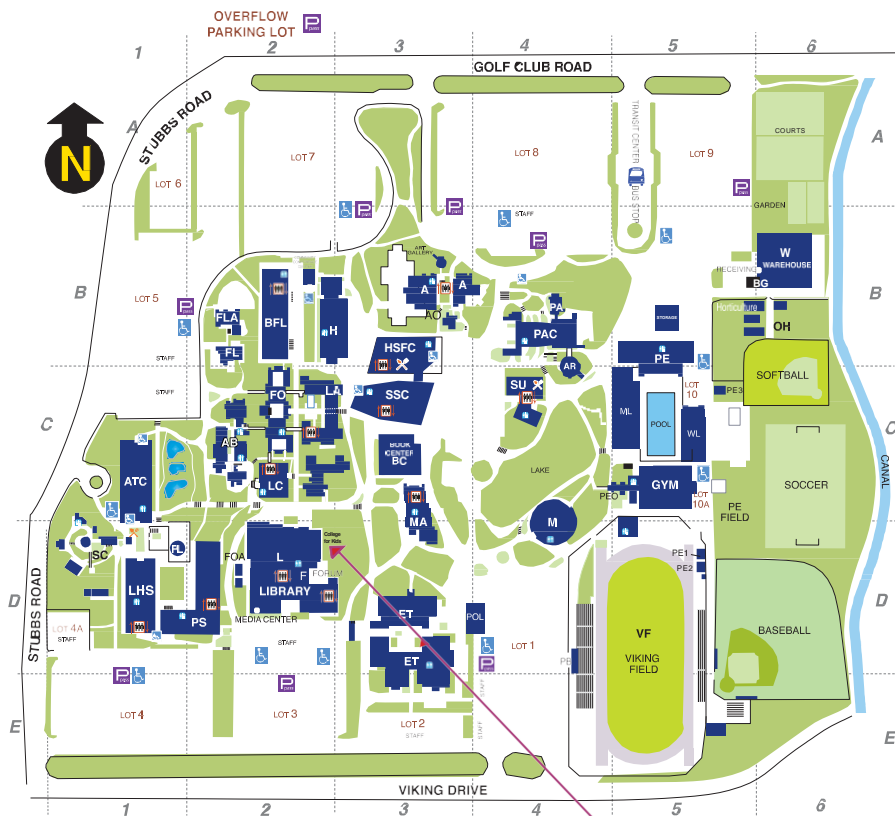 OVERFLOW
PARKING LOT
P
1
2
3
4
5
6
GOLF CLUB ROAD
STUBBS ROAD
A
A
N
LOT 7
LOT 8
LOT 9
LOT 6
TRANSIT CENTER
BUS STOP
COURTS
GARDEN
STAFF
ART
GALLERY
W
WAREHOUSE
RECEIVING
BG
B
B
LOT 5
A
A
AO
FLA
BFL
H
PA
PAC
STORAGE
Horticulture
OH
FL
HSFC
AR
PE
STAFF
STAFF
SOFTBALL
FO
LA
SSC
SU
LOT
10
PE3
ML
POOL
WL
C
C
AB
BOOK
CENTER
BC
LAKE
CANAL
ATC
LC
GYM
PEO
LOT
10A
PE
FIELD
SOCCER
MA
M
SC
PL
FOA
L
College
for Kids
F
FORUM
LIBRARY
PE1
PE2
STUBBS ROAD
LHS
PS
MEDIA CENTER
D
D
LOT 4A
STAFF
STAFF
ET
POL
LOT 1
VF
VIKING
FIELD
BASEBALL
ET
PB
STAFF
LOT 4
LOT 3
LOT 2
STAFF
STAFF
E
E
VIKING DRIVE
1
2
3
4
5
6